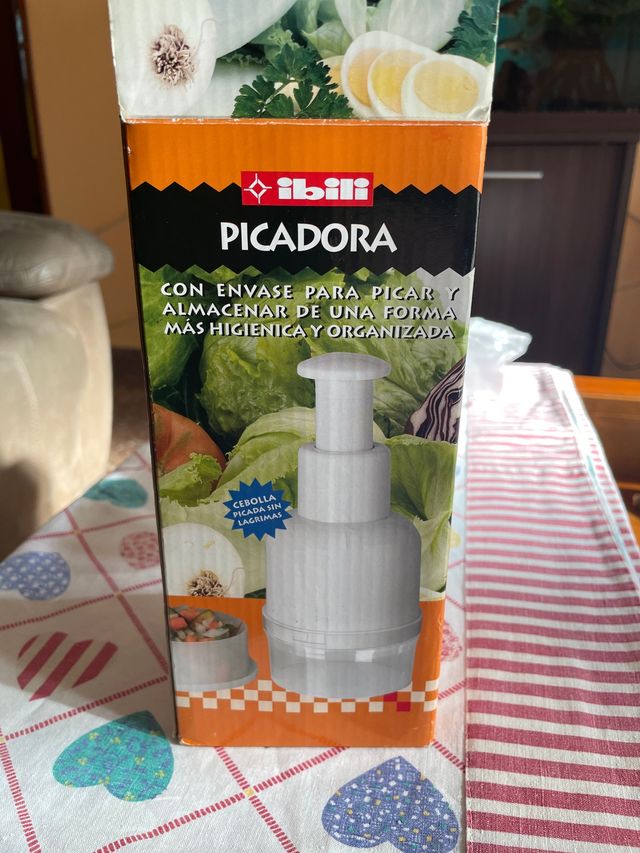 ibili
PICADORA
CON ENVASE PARA PICAR Y
ALMACENAR DE UNA FORMA
MÁS HIGIENICA Y ORGANIZADA
CEBOLLA
PICADA SIN
LAGRIMAS